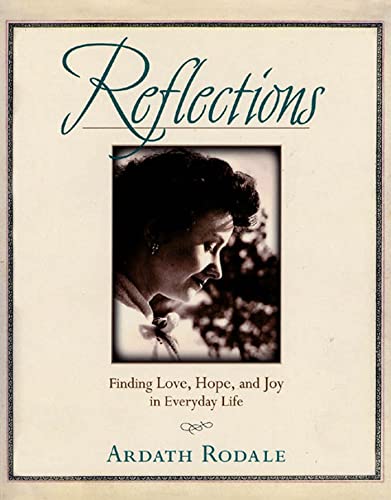 Reflections
Finding Love, Hope, and Joy
in Everyday Life
ARDATH RODALE